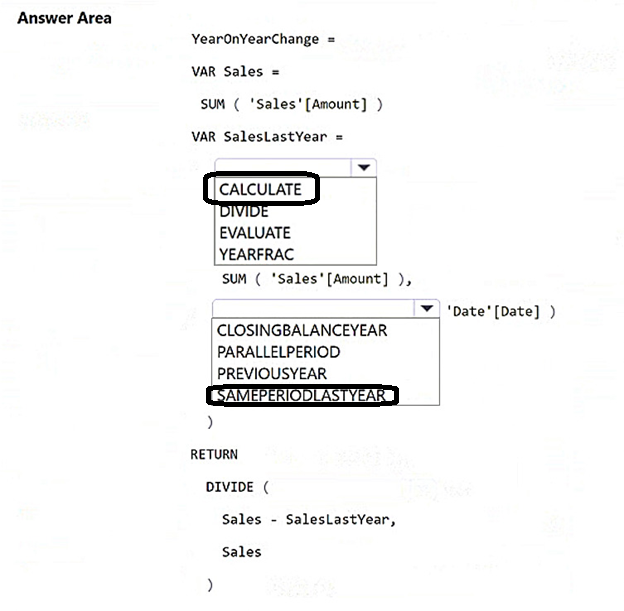 Answer Area
YearOnYearChange =
VAR Sales =
SUM ( 'Sales'[Amount] )
VAR SalesLastYear =
CALCULATE
DIVIDE
EVALUATE
YEARFRAC
SUM ( 'Sales'[Amount] ),
'Date'[Date] )
CLOSINGBALANCEYEAR
PARALLELPERIOD
PREVIOUSYEAR
SAMEPERIODLASTYEAR
)
RETURN
DIVIDE (
Sales - SalesLastYear,
Sales
)